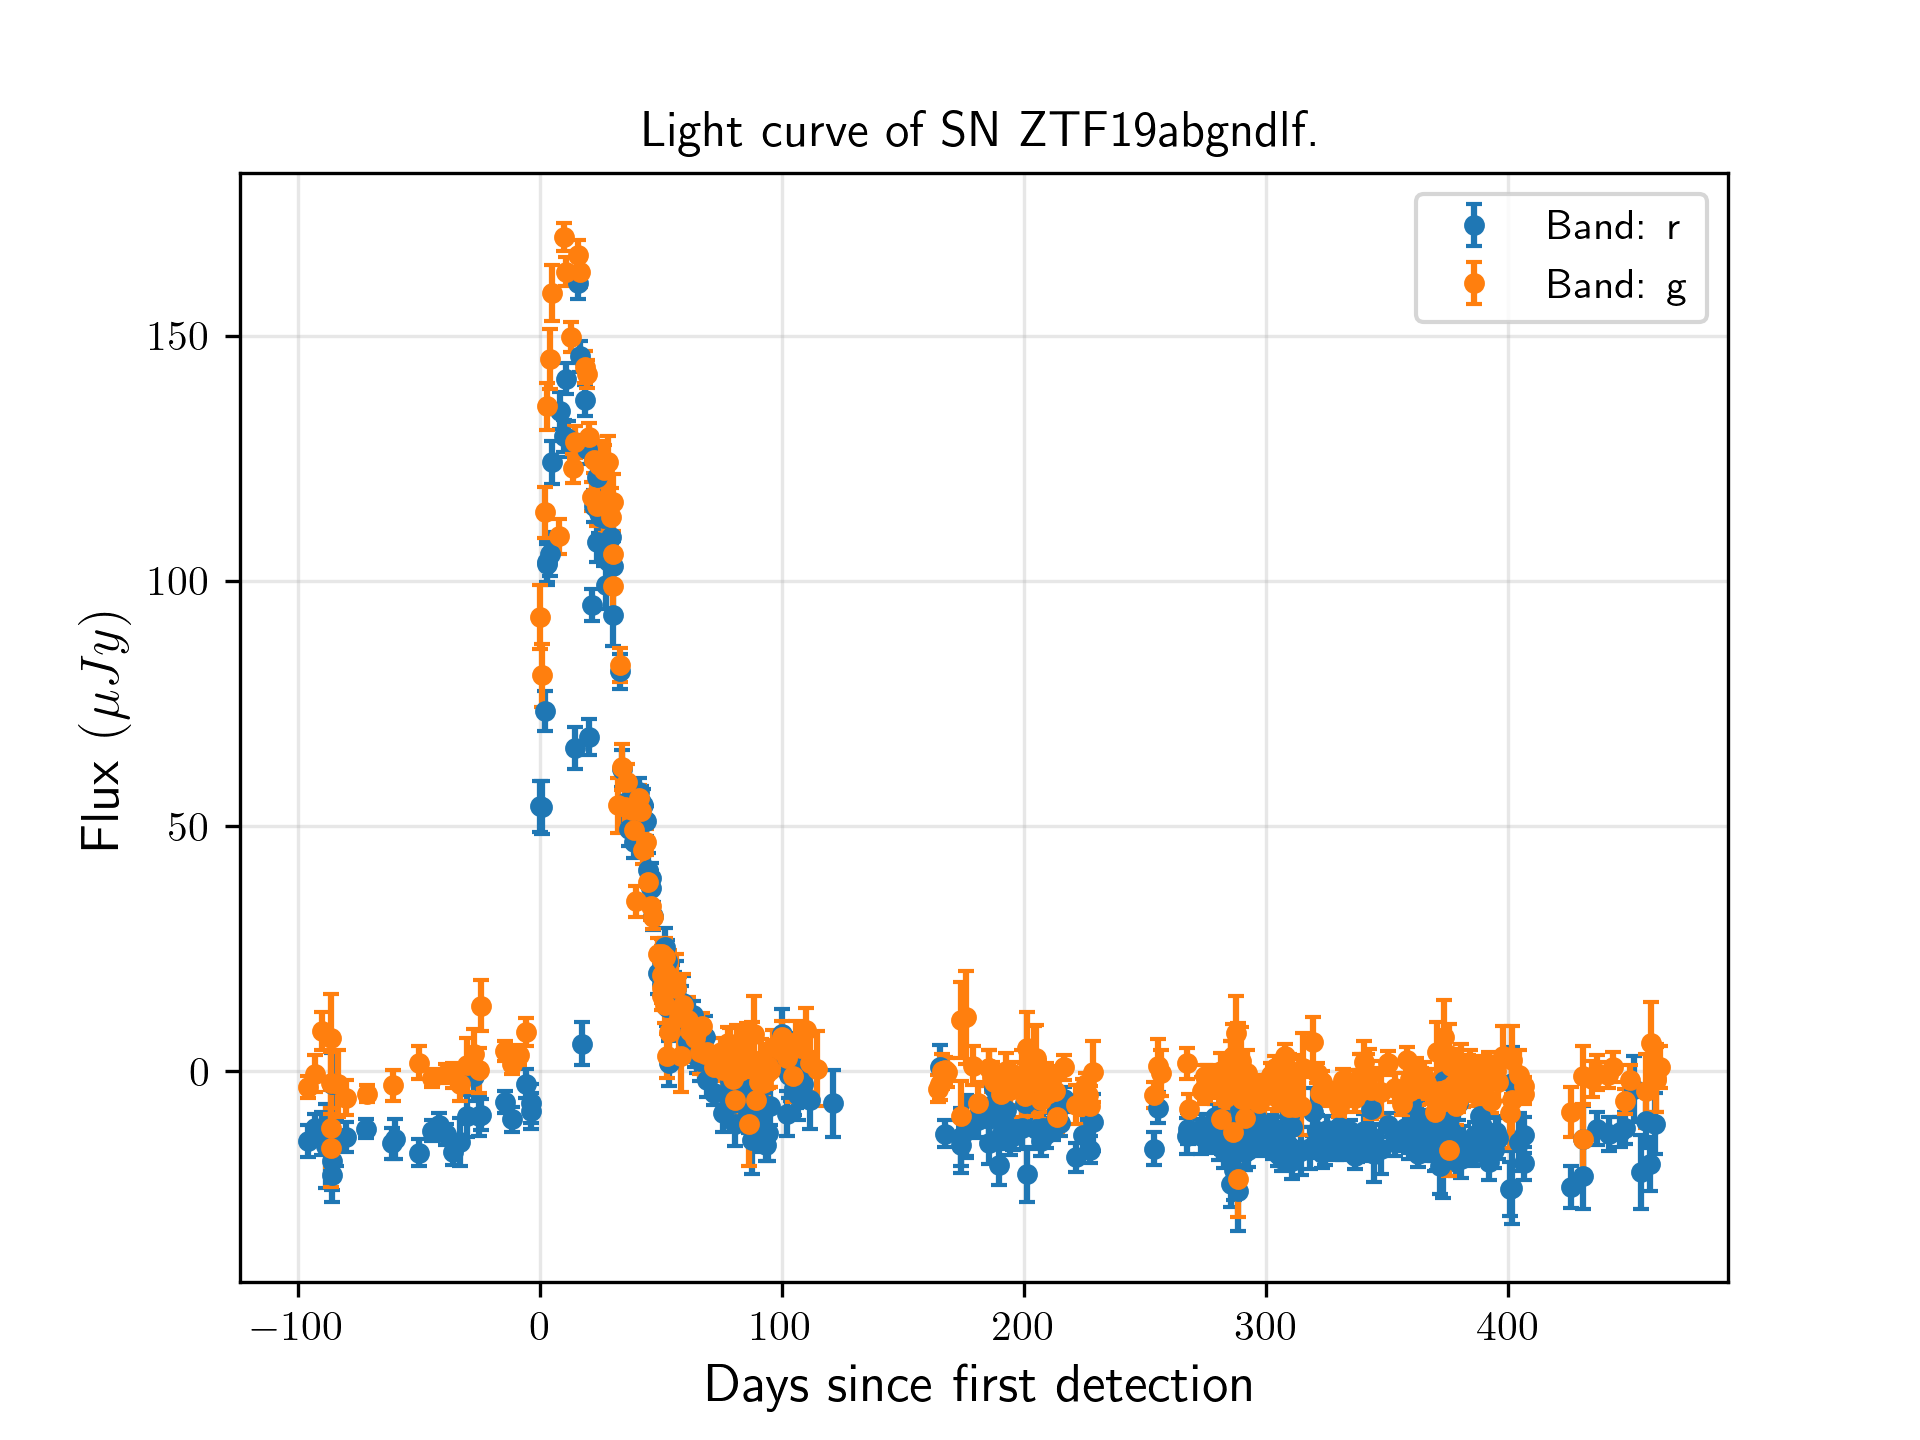 Light curve of SN ZTF19abgndlf.
Band: r
Band: g
150
100
50
0
Flux (μJy)
−100 0 100 200 300 400
Days since first detection